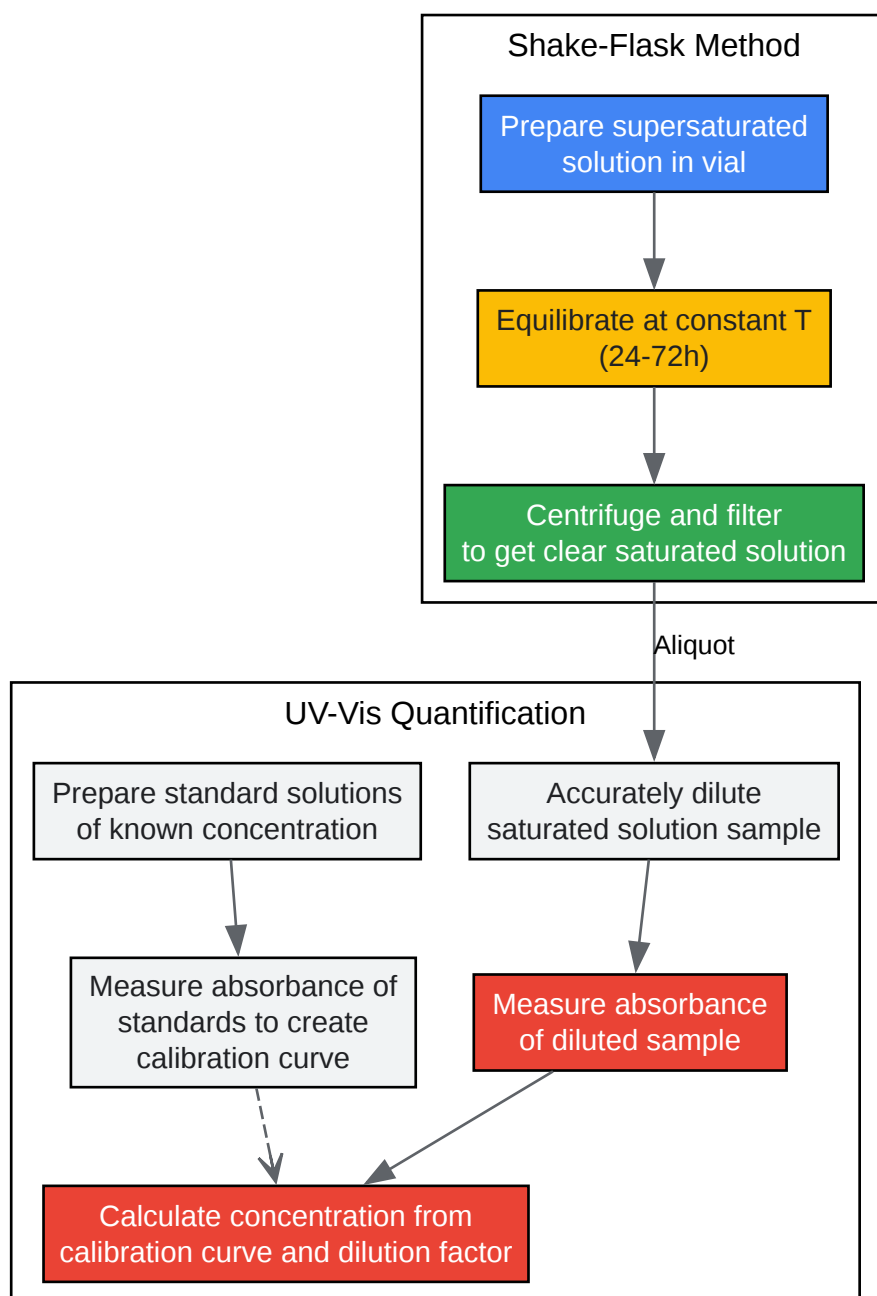 Shake-Flask Method
Prepare supersaturated
solution in vial
Equilibrate at constant T
(24-72h)
Centrifuge and filter
to get clear saturated solution
Aliquot
UV-Vis Quantification
Prepare standard solutions
of known concentration
Accurately dilute
saturated solution sample
Measure absorbance of
standards to create
calibration curve
Measure absorbance
of diluted sample
Calculate concentration from
calibration curve and dilution factor